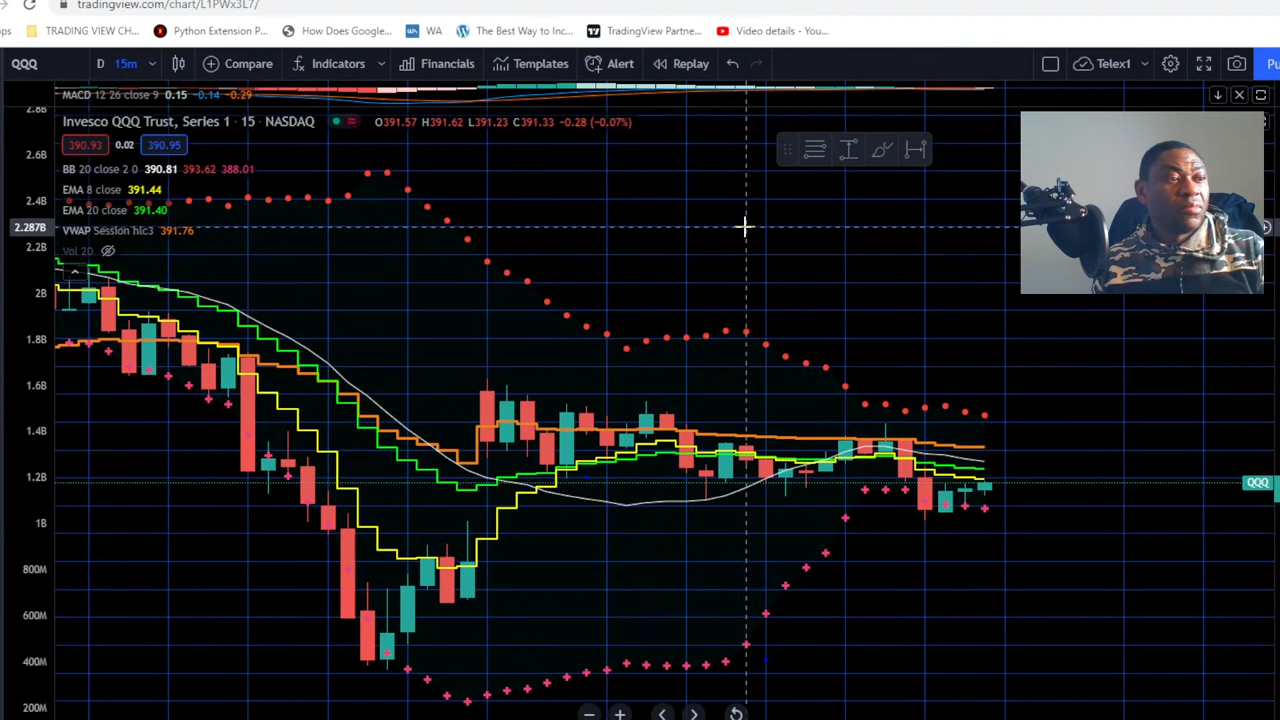 tradingview.com/chart/L1PWx3L7/
TRADING VIEW CH... Python Extension P... How Does Google... WA The Best Way to Inc... TradingView Partne... Video details - You...
QQQ D 15m Compare Indicators Financials Templates Alert Replay Telex1
MACD 12 26 close 9 0.15 -0.14 -0.29
Invesco QQQ Trust, Series 1 · 15 · NASDAQ O391.57 H391.62 L391.23 C391.33 -0.28 (-0.07%)
390.93 0.02 390.95
BB 20 close 2 0 390.81 393.62 388.01
EMA 8 close 391.44
EMA 20 close 391.40
VWAP Session hlc3 391.76
Vol 20
2.8B
2.6B
2.4B
2.287B
2.2B
2B
1.8B
1.6B
1.4B
1.2B
1B
800M
600M
400M
200M
QQQ